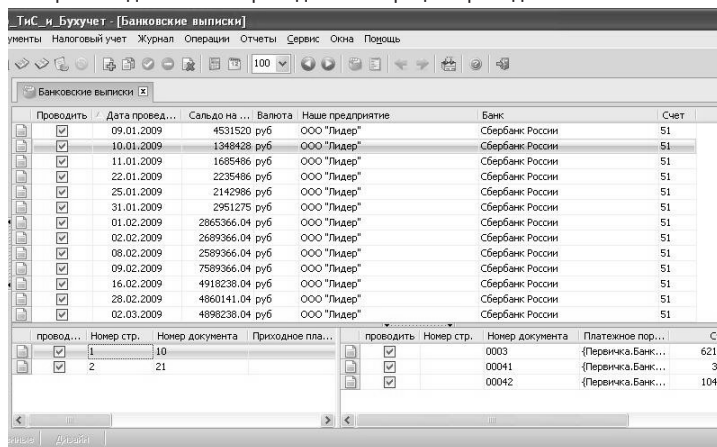 _ТиС_и_Бухучет - [Банковские выписки]
ументы Налоговый учет Журнал Операции Отчеты Сервис Окна Помощь
100
Банковские выписки
Проводить Дата провед... Сальдо на ... Валюта Наше предприятие Банк Счет
09.01.2009 4531520 руб ООО "Лидер" Сбербанк России 51
10.01.2009 1348428 руб ООО "Лидер" Сбербанк России 51
11.01.2009 1685486 руб ООО "Лидер" Сбербанк России 51
22.01.2009 2235486 руб ООО "Лидер" Сбербанк России 51
25.01.2009 2142986 руб ООО "Лидер" Сбербанк России 51
31.01.2009 2951275 руб ООО "Лидер" Сбербанк России 51
01.02.2009 2865366.04 руб ООО "Лидер" Сбербанк России 51
02.02.2009 2689366.04 руб ООО "Лидер" Сбербанк России 51
08.02.2009 2589366.04 руб ООО "Лидер" Сбербанк России 51
09.02.2009 7589366.04 руб ООО "Лидер" Сбербанк России 51
16.02.2009 4918238.04 руб ООО "Лидер" Сбербанк России 51
28.02.2009 4860141.04 руб ООО "Лидер" Сбербанк России 51
02.03.2009 4898238.04 руб ООО "Лидер" Сбербанк России 51
провод... Номер стр. Номер документа Приходное пла... проводить Номер стр. Номер документа Платежное пор... С
1 10 0003 {Первичка.Банк... 621
2 21 00041 {Первичка.Банк... 3
00042 {Первичка.Банк... 104
Дизайн